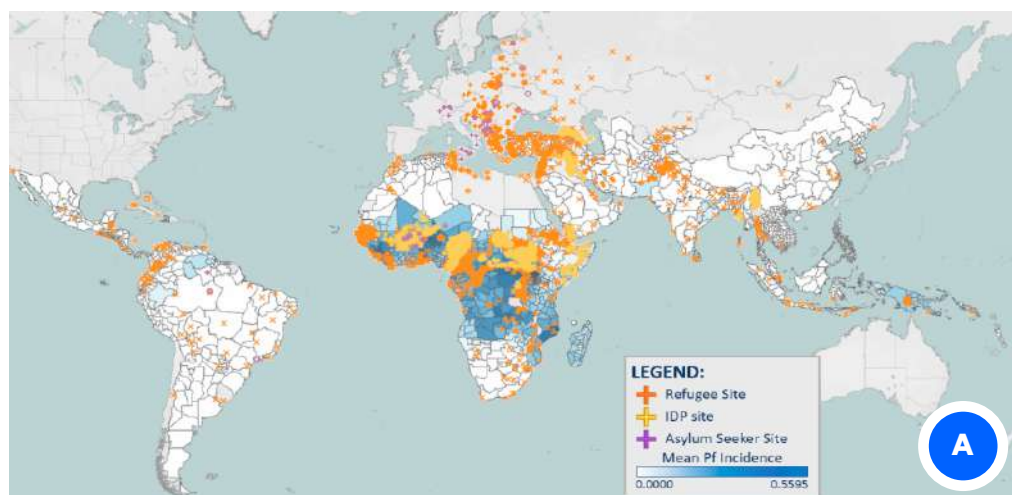 LEGEND:
Refugee Site
IDP site
Asylum Seeker Site
Mean Pf Incidence
0.0000 0.5595
A